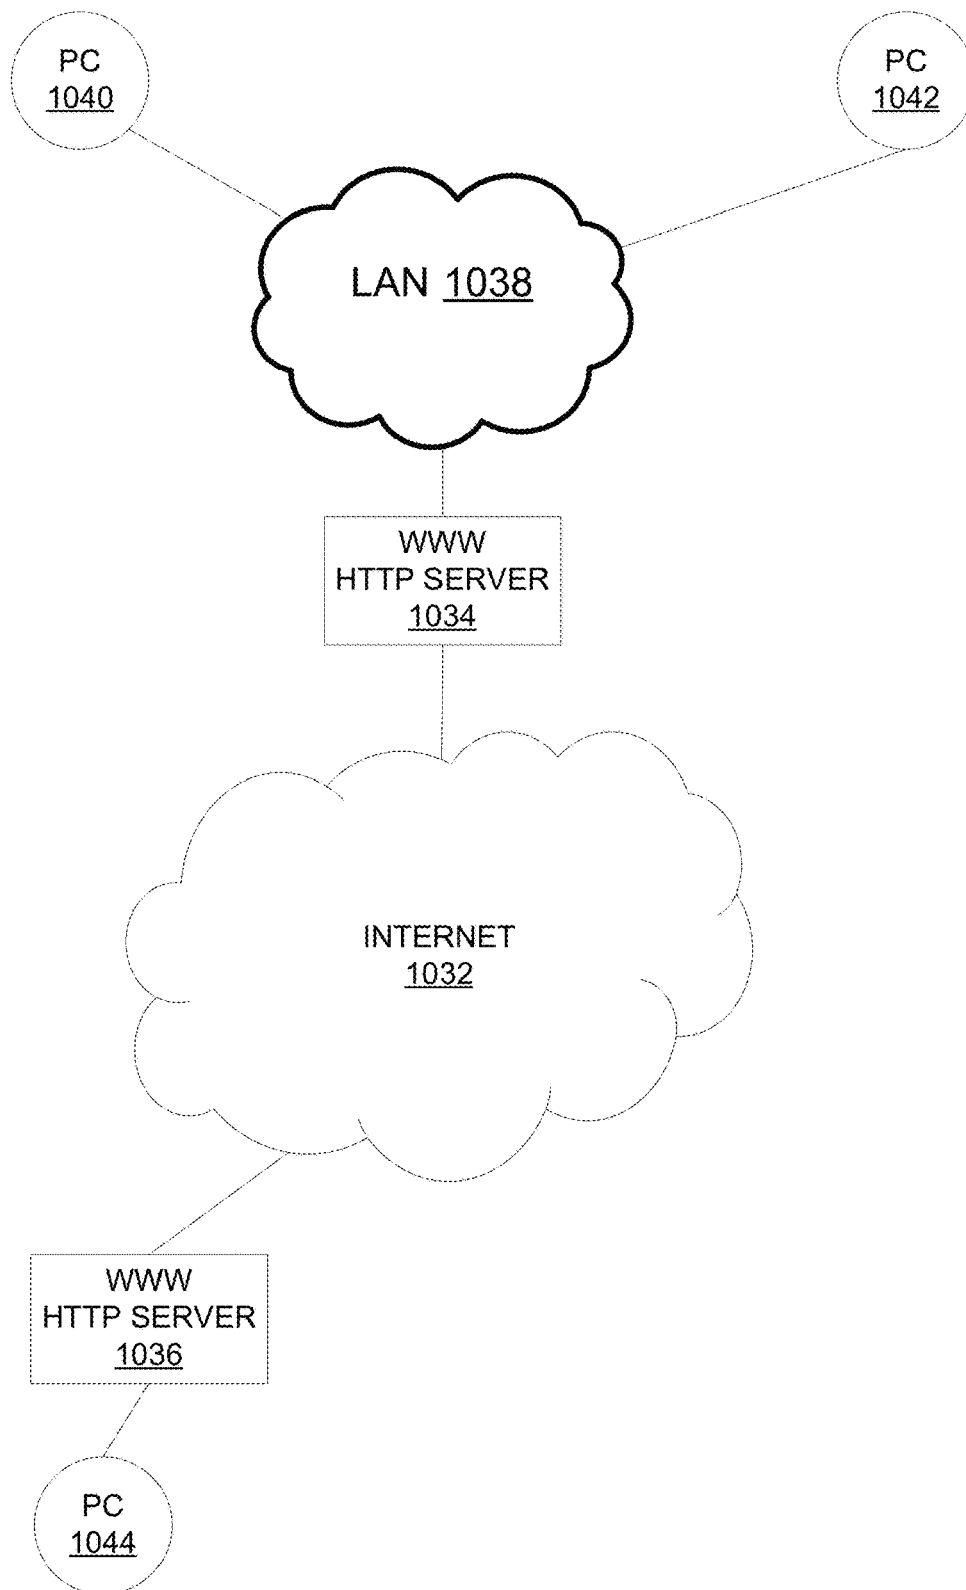 PC
1040
PC
1042
LAN 1038
WWW
HTTP SERVER
1034
INTERNET
1032
WWW
HTTP SERVER
1036
PC
1044